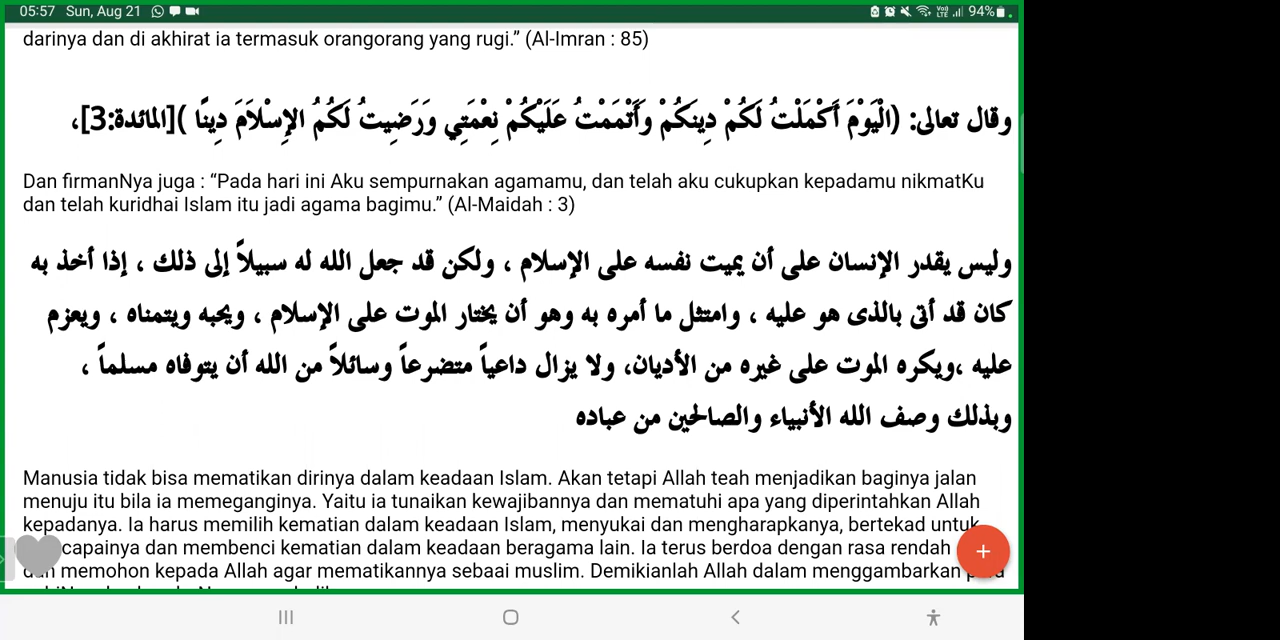 05:57 Sun, Aug 21
94%
darinya dan di akhirat ia termasuk orangorang yang rugi.” (Al-Imran : 85)
وقال تعالى: (الْيَوْمَ أَكْمَلْتُ لَكُمْ دِينَكُمْ وَأَتْمَمْتُ عَلَيْكُمْ نِعْمَتِي وَرَضِيتُ لَكُمُ الإِسْلاَمَ دِينًا )[المائدة:3]،
Dan firmanNya juga : “Pada hari ini Aku sempurnakan agamamu, dan telah aku cukupkan kepadamu nikmatKu
dan telah kuridhai Islam itu jadi agama bagimu.” (Al-Maidah : 3)
وليس يقدر الإنسان على أن يميت نفسه على الإسلام ، ولكن قد جعل الله له سبيلاً إلى ذلك ، إذا أخذ به
كان قد أتى بالذى هو عليه ، وامتثل ما أمره به وهو أن يختار الموت على الإسلام ، ويحبه ويتمناه ، ويعزم
عليه ،ويكره الموت على غيره من الأديان، ولا يزال داعياً متضرعاً وسائلاً من الله أن يتوفاه مسلماً ،
وبذلك وصف الله الأنبياء والصالحين من عباده
Manusia tidak bisa mematikan dirinya dalam keadaan Islam. Akan tetapi Allah teah menjadikan baginya jalan
menuju itu bila ia memeganginya. Yaitu ia tunaikan kewajibannya dan mematuhi apa yang diperintahkan Allah
kepadanya. Ia harus memilih kematian dalam keadaan Islam, menyukai dan mengharapkanya, bertekad untuk
capainya dan membenci kematian dalam keadaan beragama lain. Ia terus berdoa dengan rasa rendah
memohon kepada Allah agar mematikannya sebaai muslim. Demikianlah Allah dalam menggambarkan